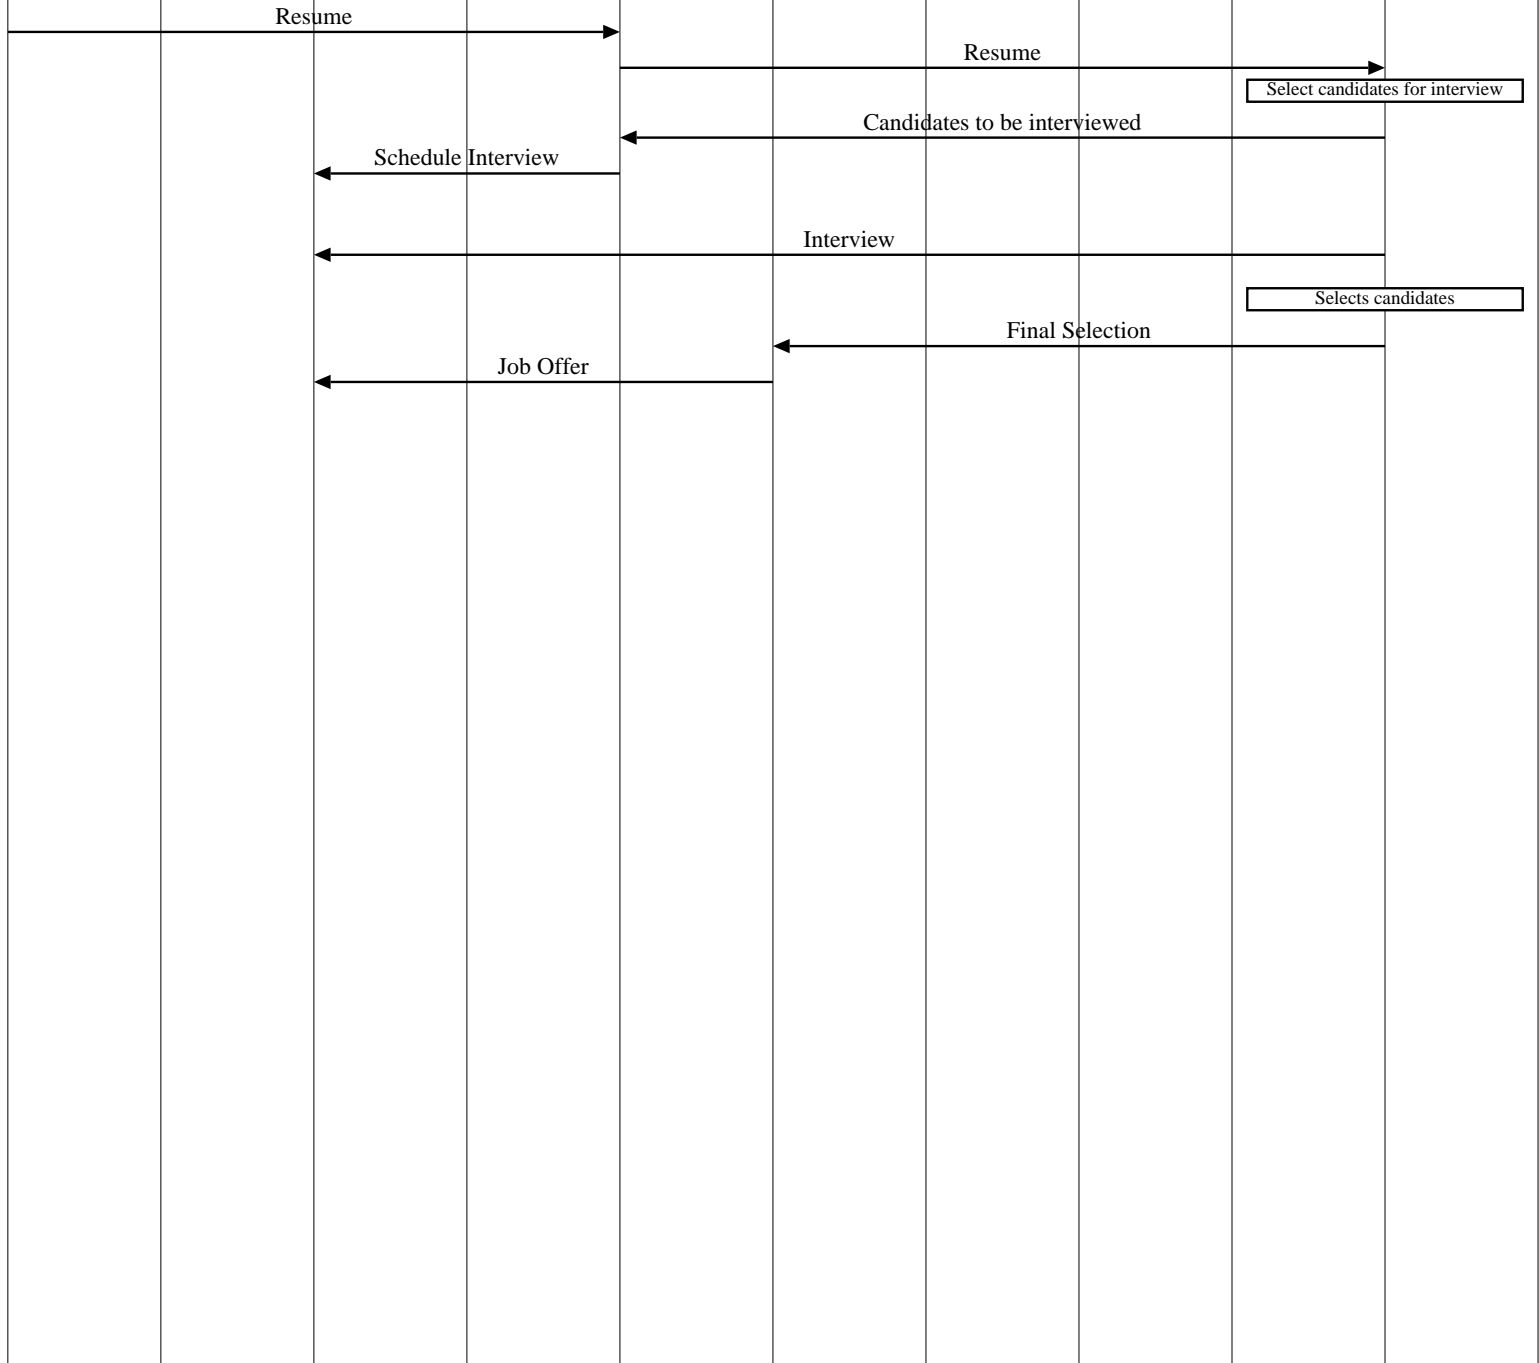 Resume
Resume
Select candidates for interview
Candidates to be interviewed
Schedule Interview
Interview
Selects candidates
Final Selection
Job Offer